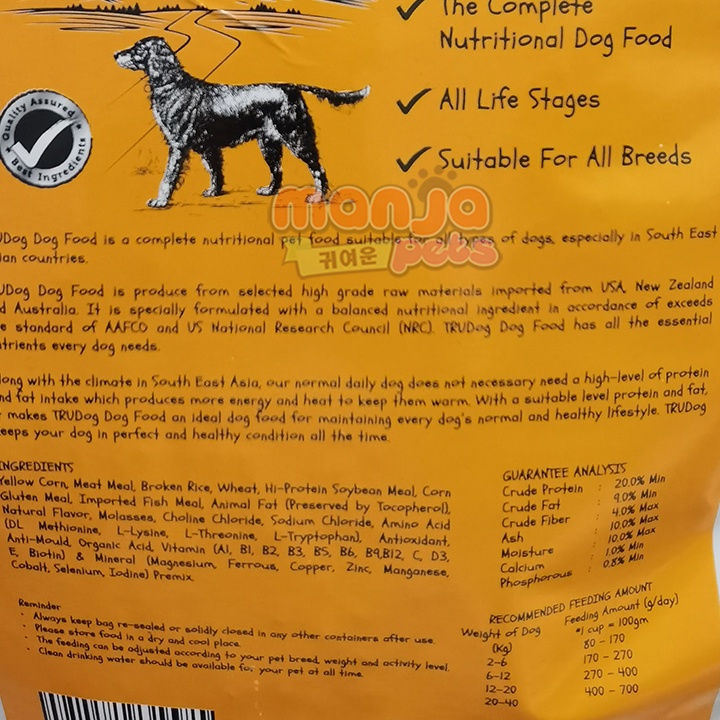 The Complete
Nutritional Dog Food
All Life Stages
Suitable For All Breeds
Quality Assured
Best Ingredients
manja
pets
귀여운
UDog Dog Food is a complete nutritional pet food suitable for all types of dogs, especially in South East
ian countries.
UDog Dog Food is produce from selected high grade raw materials imported from USA, New Zealand
d Australia. It is specially formulated with a balanced nutritional ingredient in accordance of exceeds
e standard of AAFCO and US National Research Council (NRC). TRUDog Dog Food has all the essential
trients every dog needs.
long with the climate in South East Asia, our normal daily dog does not necessary need a high-level of protein
nd fat intake which produces more energy and heat to keep them warm. With a suitable level protein and fat,
makes TRUDog Dog Food an ideal dog food for maintaining every dog's normal and healthy lifestyle. TRUDog
eeps your dog in perfect and healthy condition all the time.
INGREDIENTS
Yellow Corn, Meat Meal, Broken Rice, Wheat, Hi-Protein Soybean Meal, Corn
Gluten Meal, Imported Fish Meal, Animal Fat (Preserved by Tocopherol),
Natural Flavor, Molasses, Choline Chloride, Sodium Chloride, Amino Acid
(DL Methionine, L-Lysine, L-Threonine, L-Tryptophan), Antioxidant,
Anti-Mould, Organic Acid, Vitamin (A1, B1, B2, B3, B5, B6, B9,B12, C, D3,
E, Biotin) & Mineral (Magnesium, Ferrous, Copper, Zinc, Manganese,
Cobalt, Selenium, Iodine) Premix.
GUARANTEE ANALYSIS
Crude Protein : 20.0% Min
Crude Fat : 9.0% Min
Crude Fiber : 4.0% Max
Ash : 10.0% Max
Moisture : 10.0% Max
Calcium : 1.0% Min
Phosphorous : 0.8% Min
Reminder
• Always keep bag re-sealed or solidly closed in any other containers after use.
• Please store food in a dry and cool place.
• The feeding can be adjusted according to your pet breed, weight and activity level.
• Clean drinking water should be available for your pet at all time.
RECOMMENDED FEEDING AMOUNT
Weight of Dog Feeding Amount (g/day)
(Kg) *1 cup = 100gm
2-6 80 - 170
6-12 170 - 270
12-20 270 - 400
20-40 400 - 700